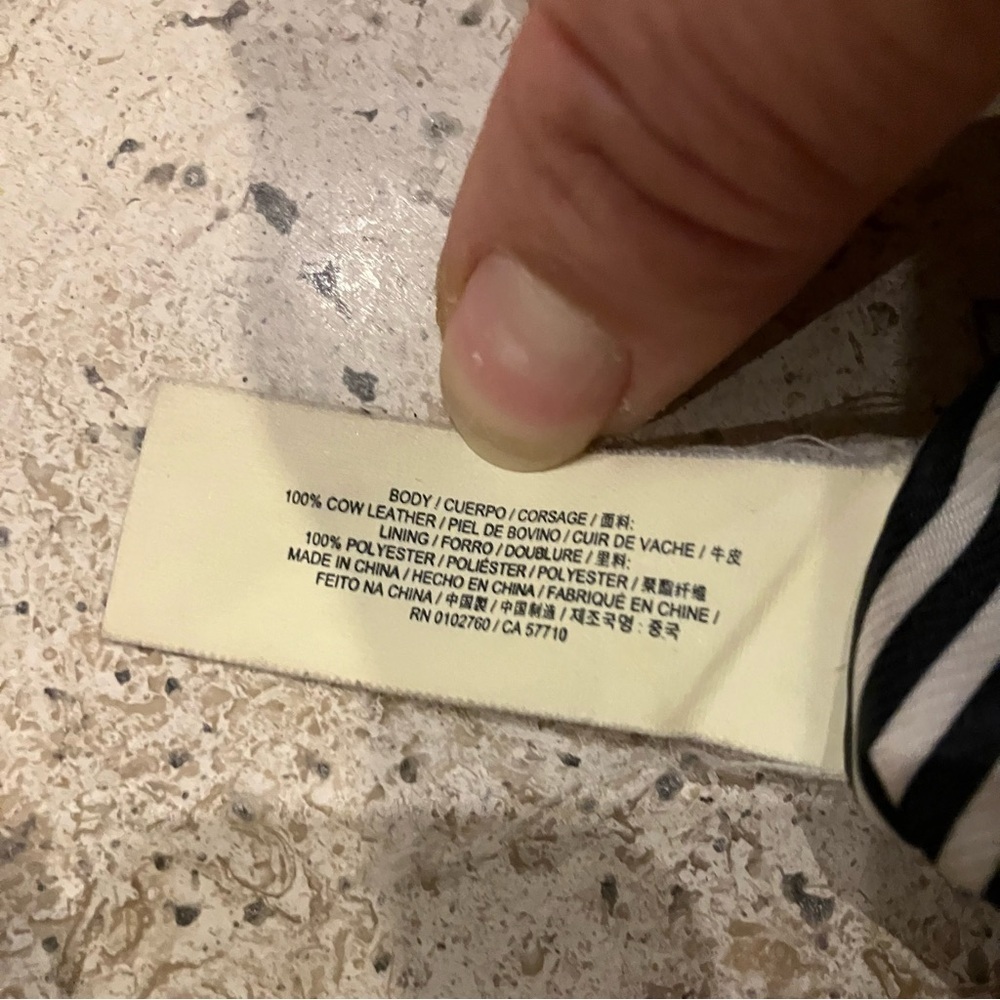 BODY / CUERPO / CORSAGE / 面料:
100% COW LEATHER / PIEL DE BOVINO / CUIR DE VACHE / 牛皮
LINING / FORRO / DOUBLURE / 里料:
100% POLYESTER / POLIÉSTER / POLYESTER / 聚酯纤维
MADE IN CHINA / HECHO EN CHINA / FABRIQUÉ EN CHINE /
FEITO NA CHINA / 中国製 / 中国制造 / 제조국명 : 중국
RN 0102760 / CA 57710